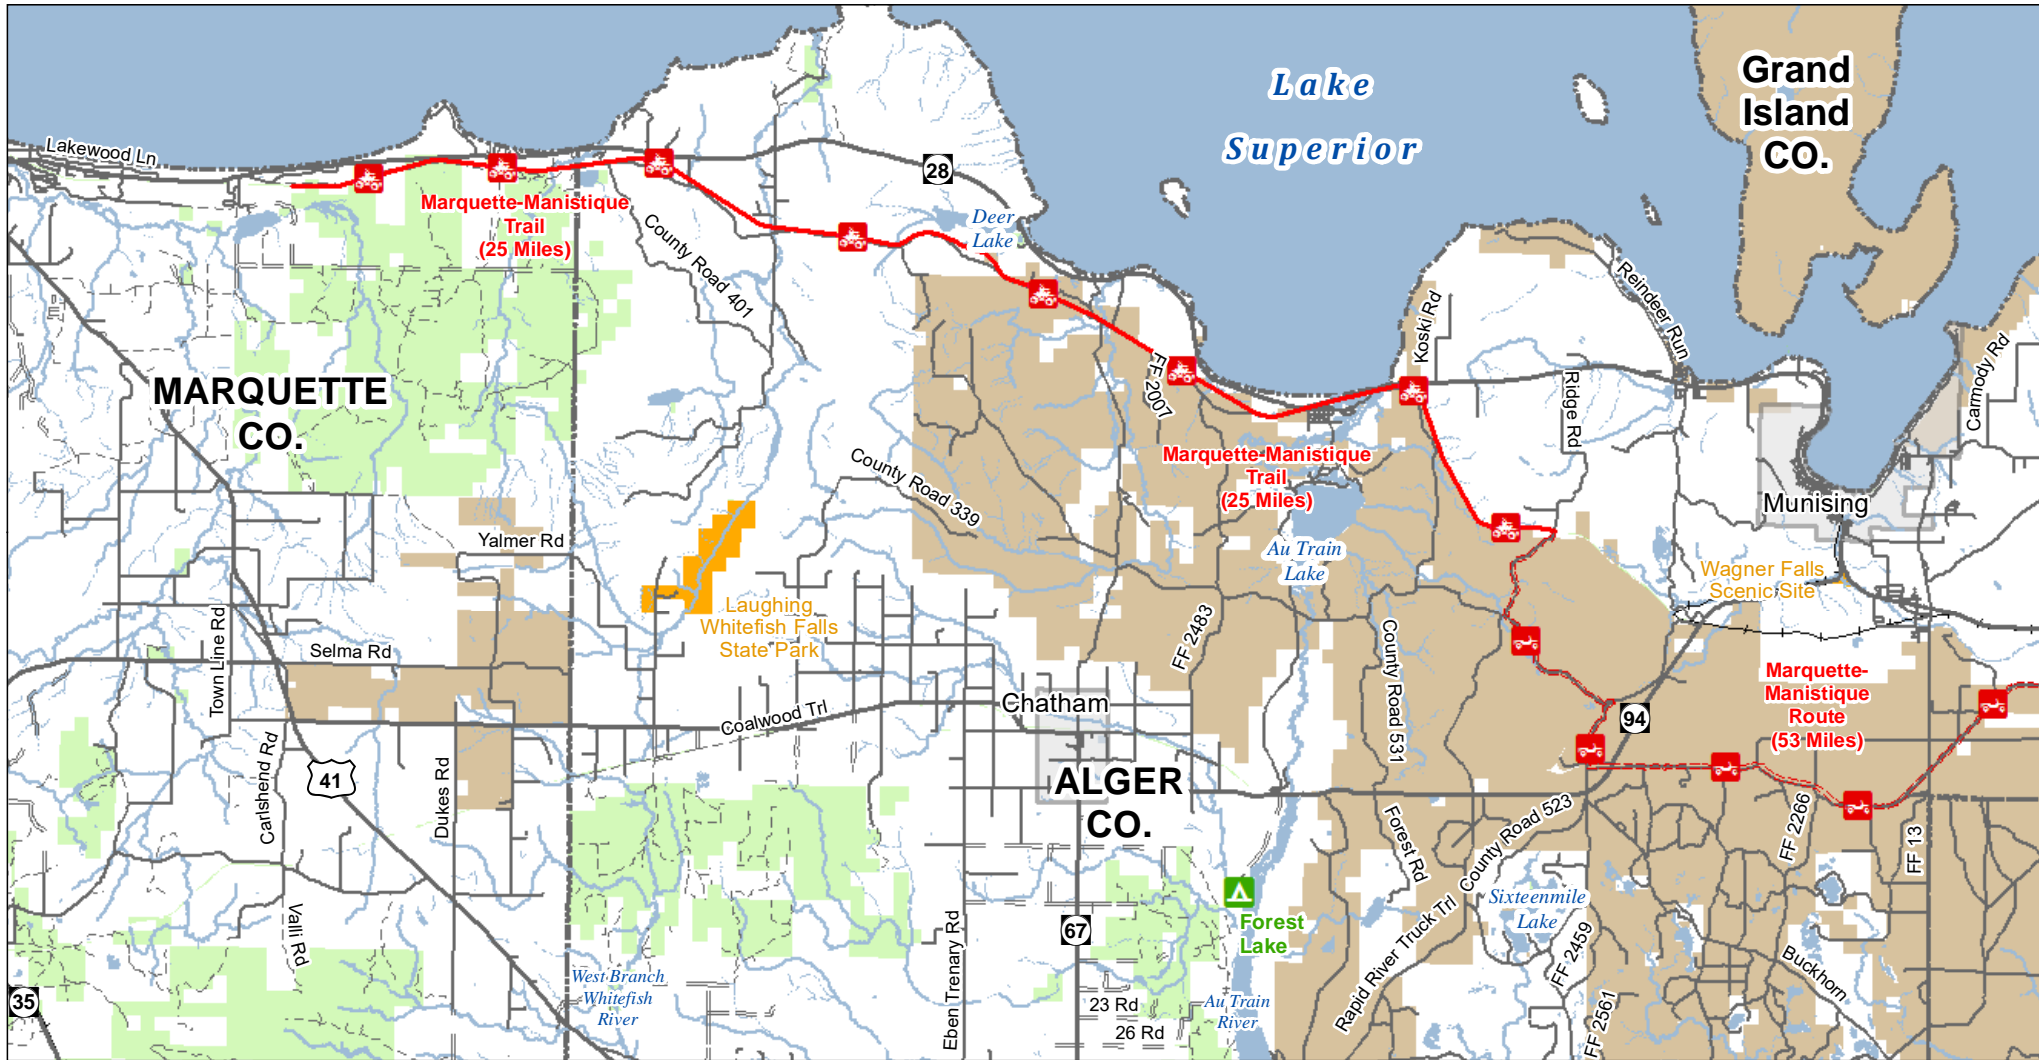 Lake
Superior
Grand
Island
CO.
Lakewood Ln
28
Marquette-Manistique
Trail
(25 Miles)
Deer
Lake
County Road 401
Koski Rd
Reindeer Run
Carmody Rd
FF 2007
Ridge Rd
MARQUETTE
CO.
Marquette-Manistique
Trail
(25 Miles)
County Road 339
Munising
Yalmer Rd
Au Train
Lake
Wagner Falls
Scenic Site
Laughing
Whitefish Falls
State Park
Town Line Rd
Selma Rd
FF 2483
County Road 531
Marquette-
Manistique
Route
(53 Miles)
Chatham
Coalwood Trl
94
41
Carlshend Rd
Dukes Rd
ALGER
CO.
Forest Rd
County Road 523
FF 2266
FF 13
Forest
Lake
Sixteenmile
Lake
Rapid River Truck Trl
FF 2459
Buckhorn
Valli Rd
67
Eben Trenary Rd
35
West Branch
Whitefish
River
23 Rd
26 Rd
Au Train
River
FF 2561